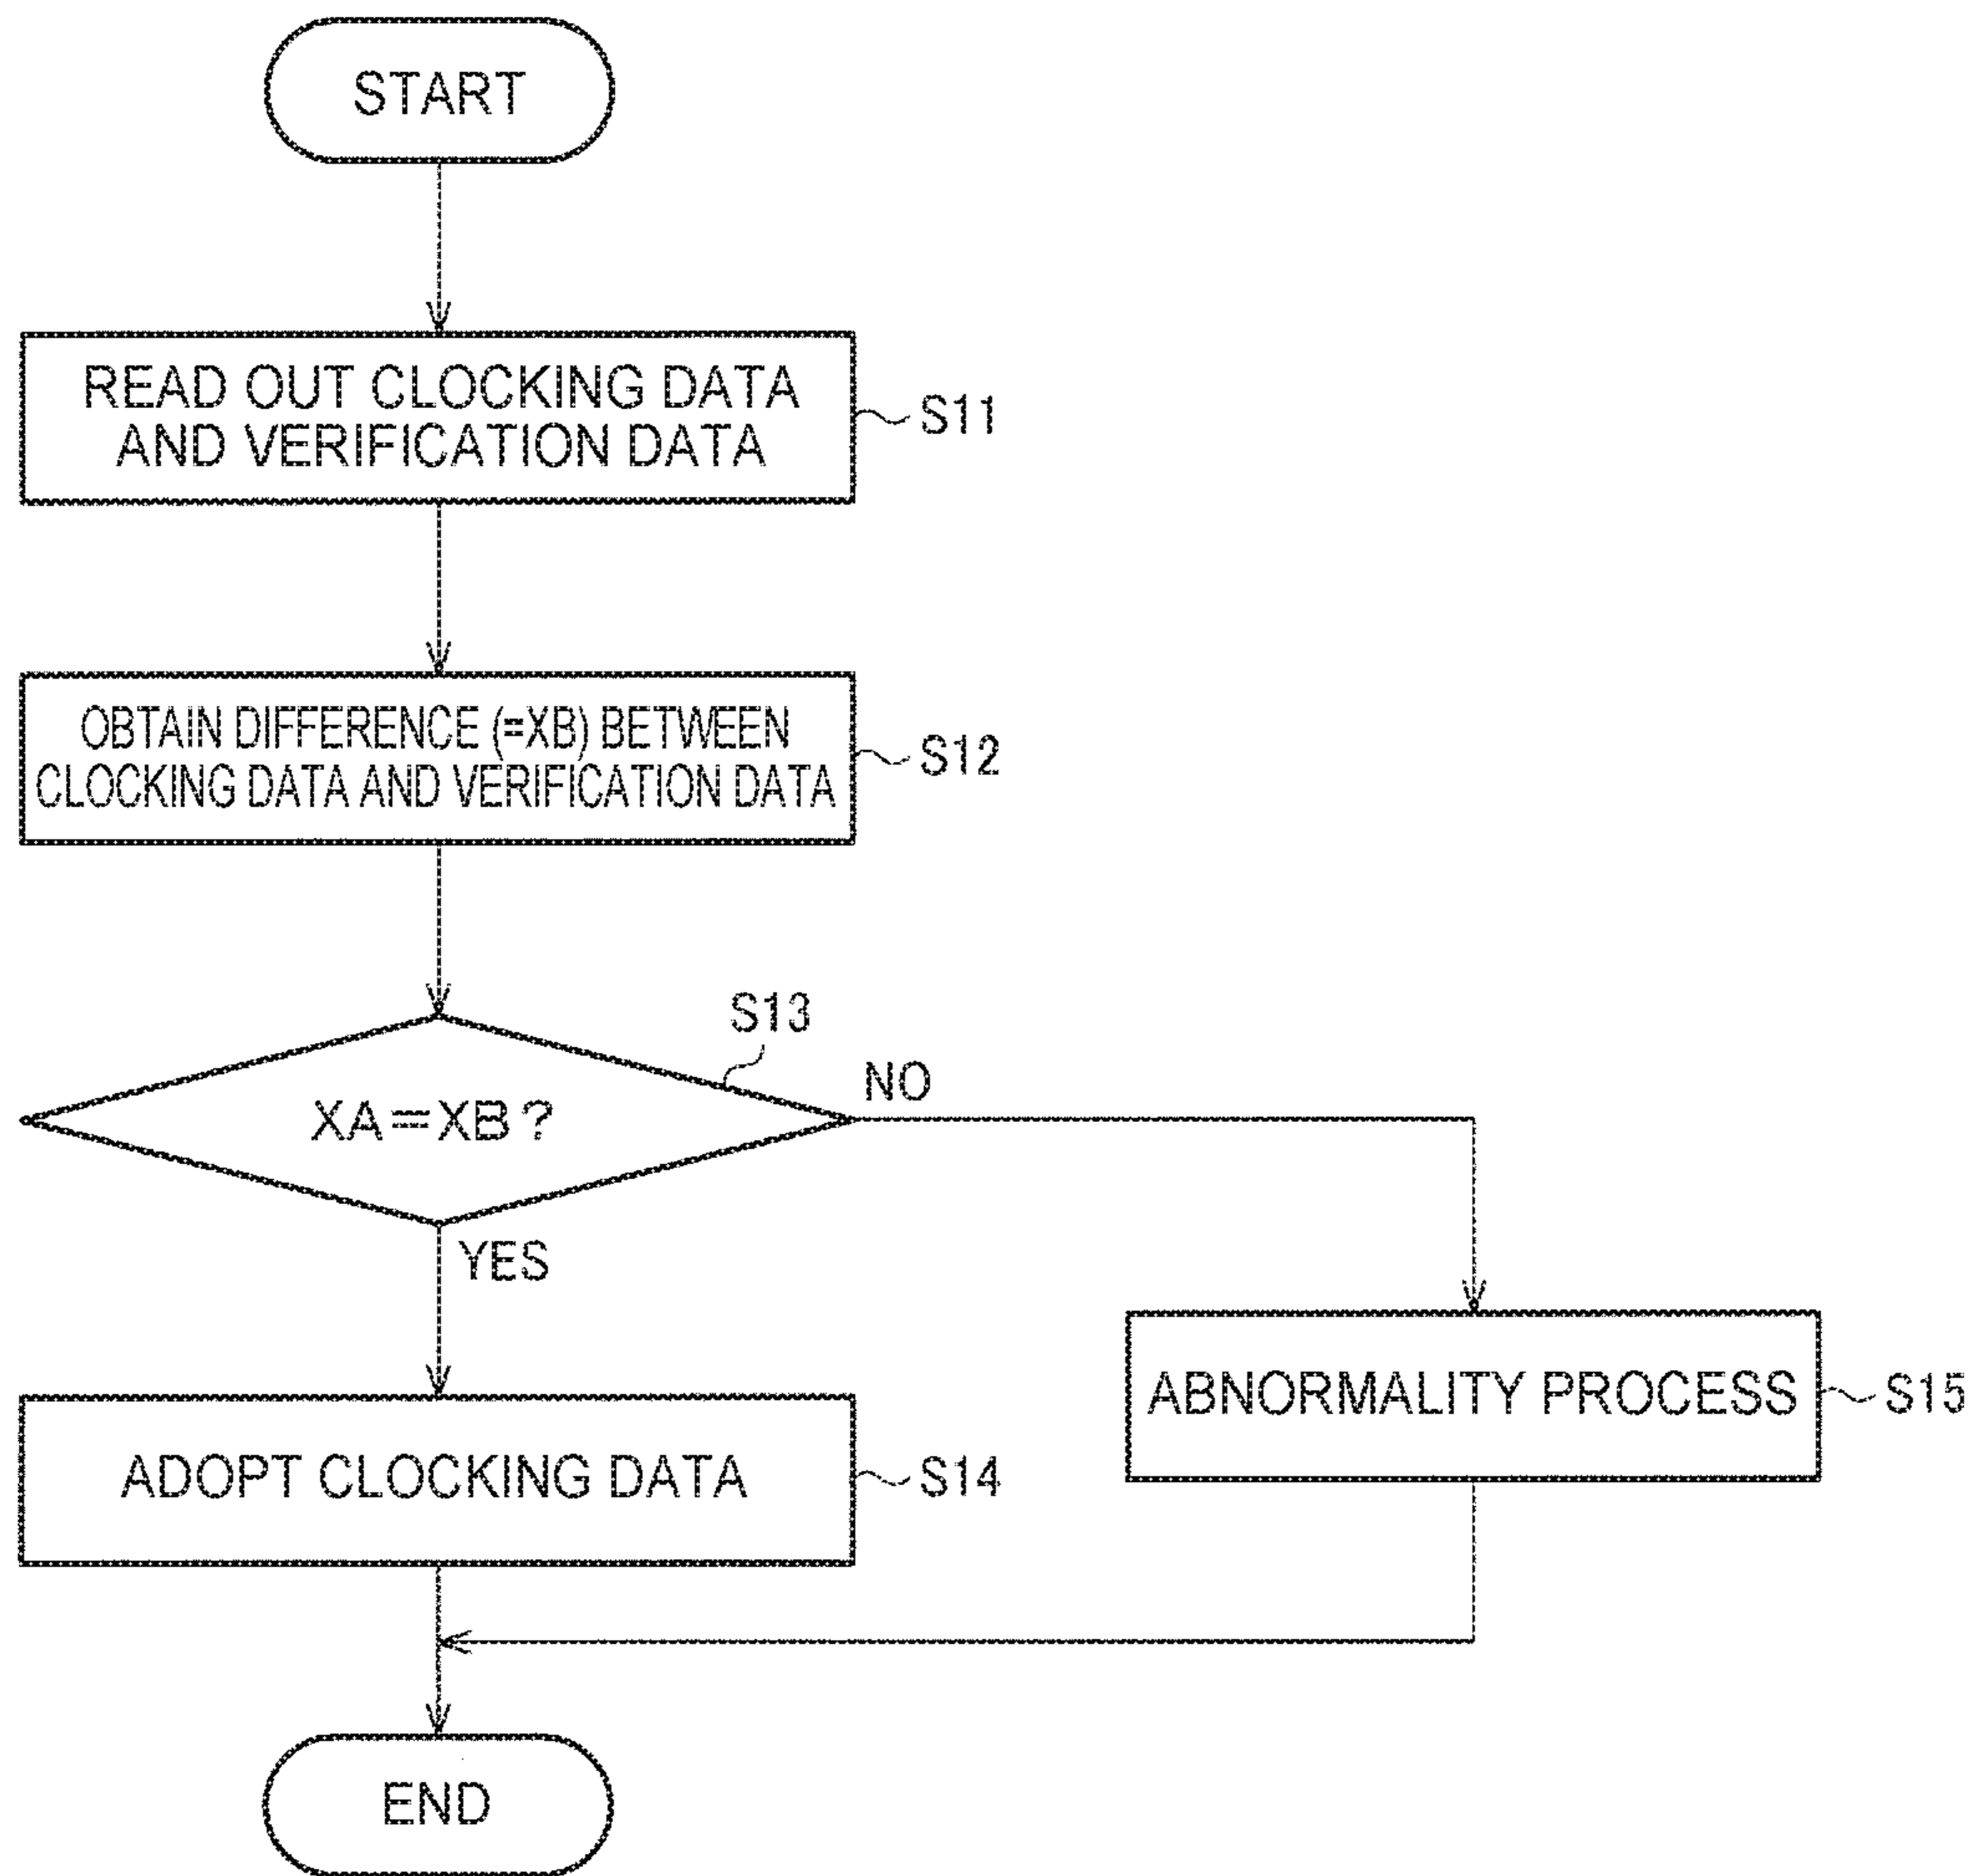 START
READ OUT CLOCKING DATA
AND VERIFICATION DATA
S11
OBTAIN DIFFERENCE (=XB) BETWEEN
CLOCKING DATA AND VERIFICATION DATA
S12
S13
XA=XB?
NO
YES
ABNORMALITY PROCESS
S15
ADOPT CLOCKING DATA
S14
END